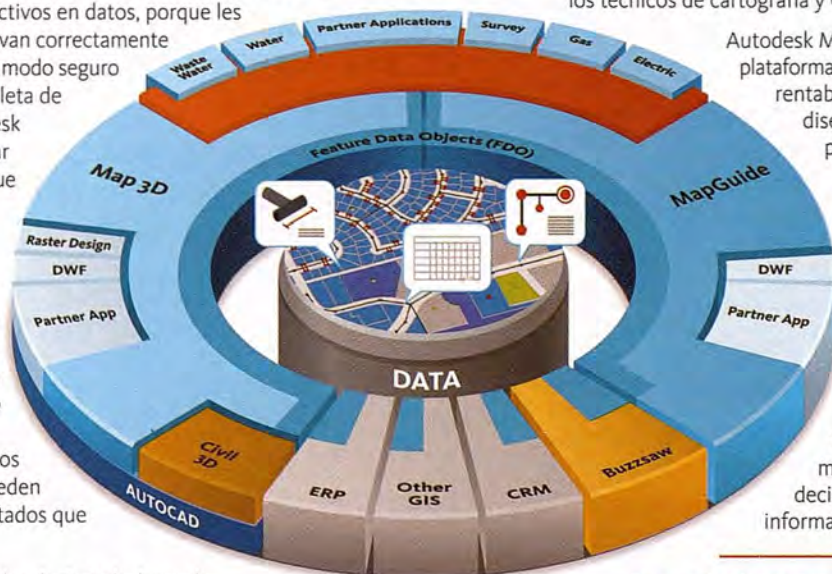 ctivos en datos, porque les
van correctamente
modo seguro
leta de
esk
ar
ue
os
eden
tados que
los técnicos de cartografía y
Autodesk M
plataforma
rentab
dise
p
m
deci
informa
Waste Water
Water
Partner Applications
Survey
Gas
Electric
Feature Data Objects (FDO)
Map 3D
MapGuide
Raster Design
DWF
Partner App
DWF
Partner App
DATA
Civil
3D
AUTOCAD
ERP
Other
GIS
CRM
Buzzsaw